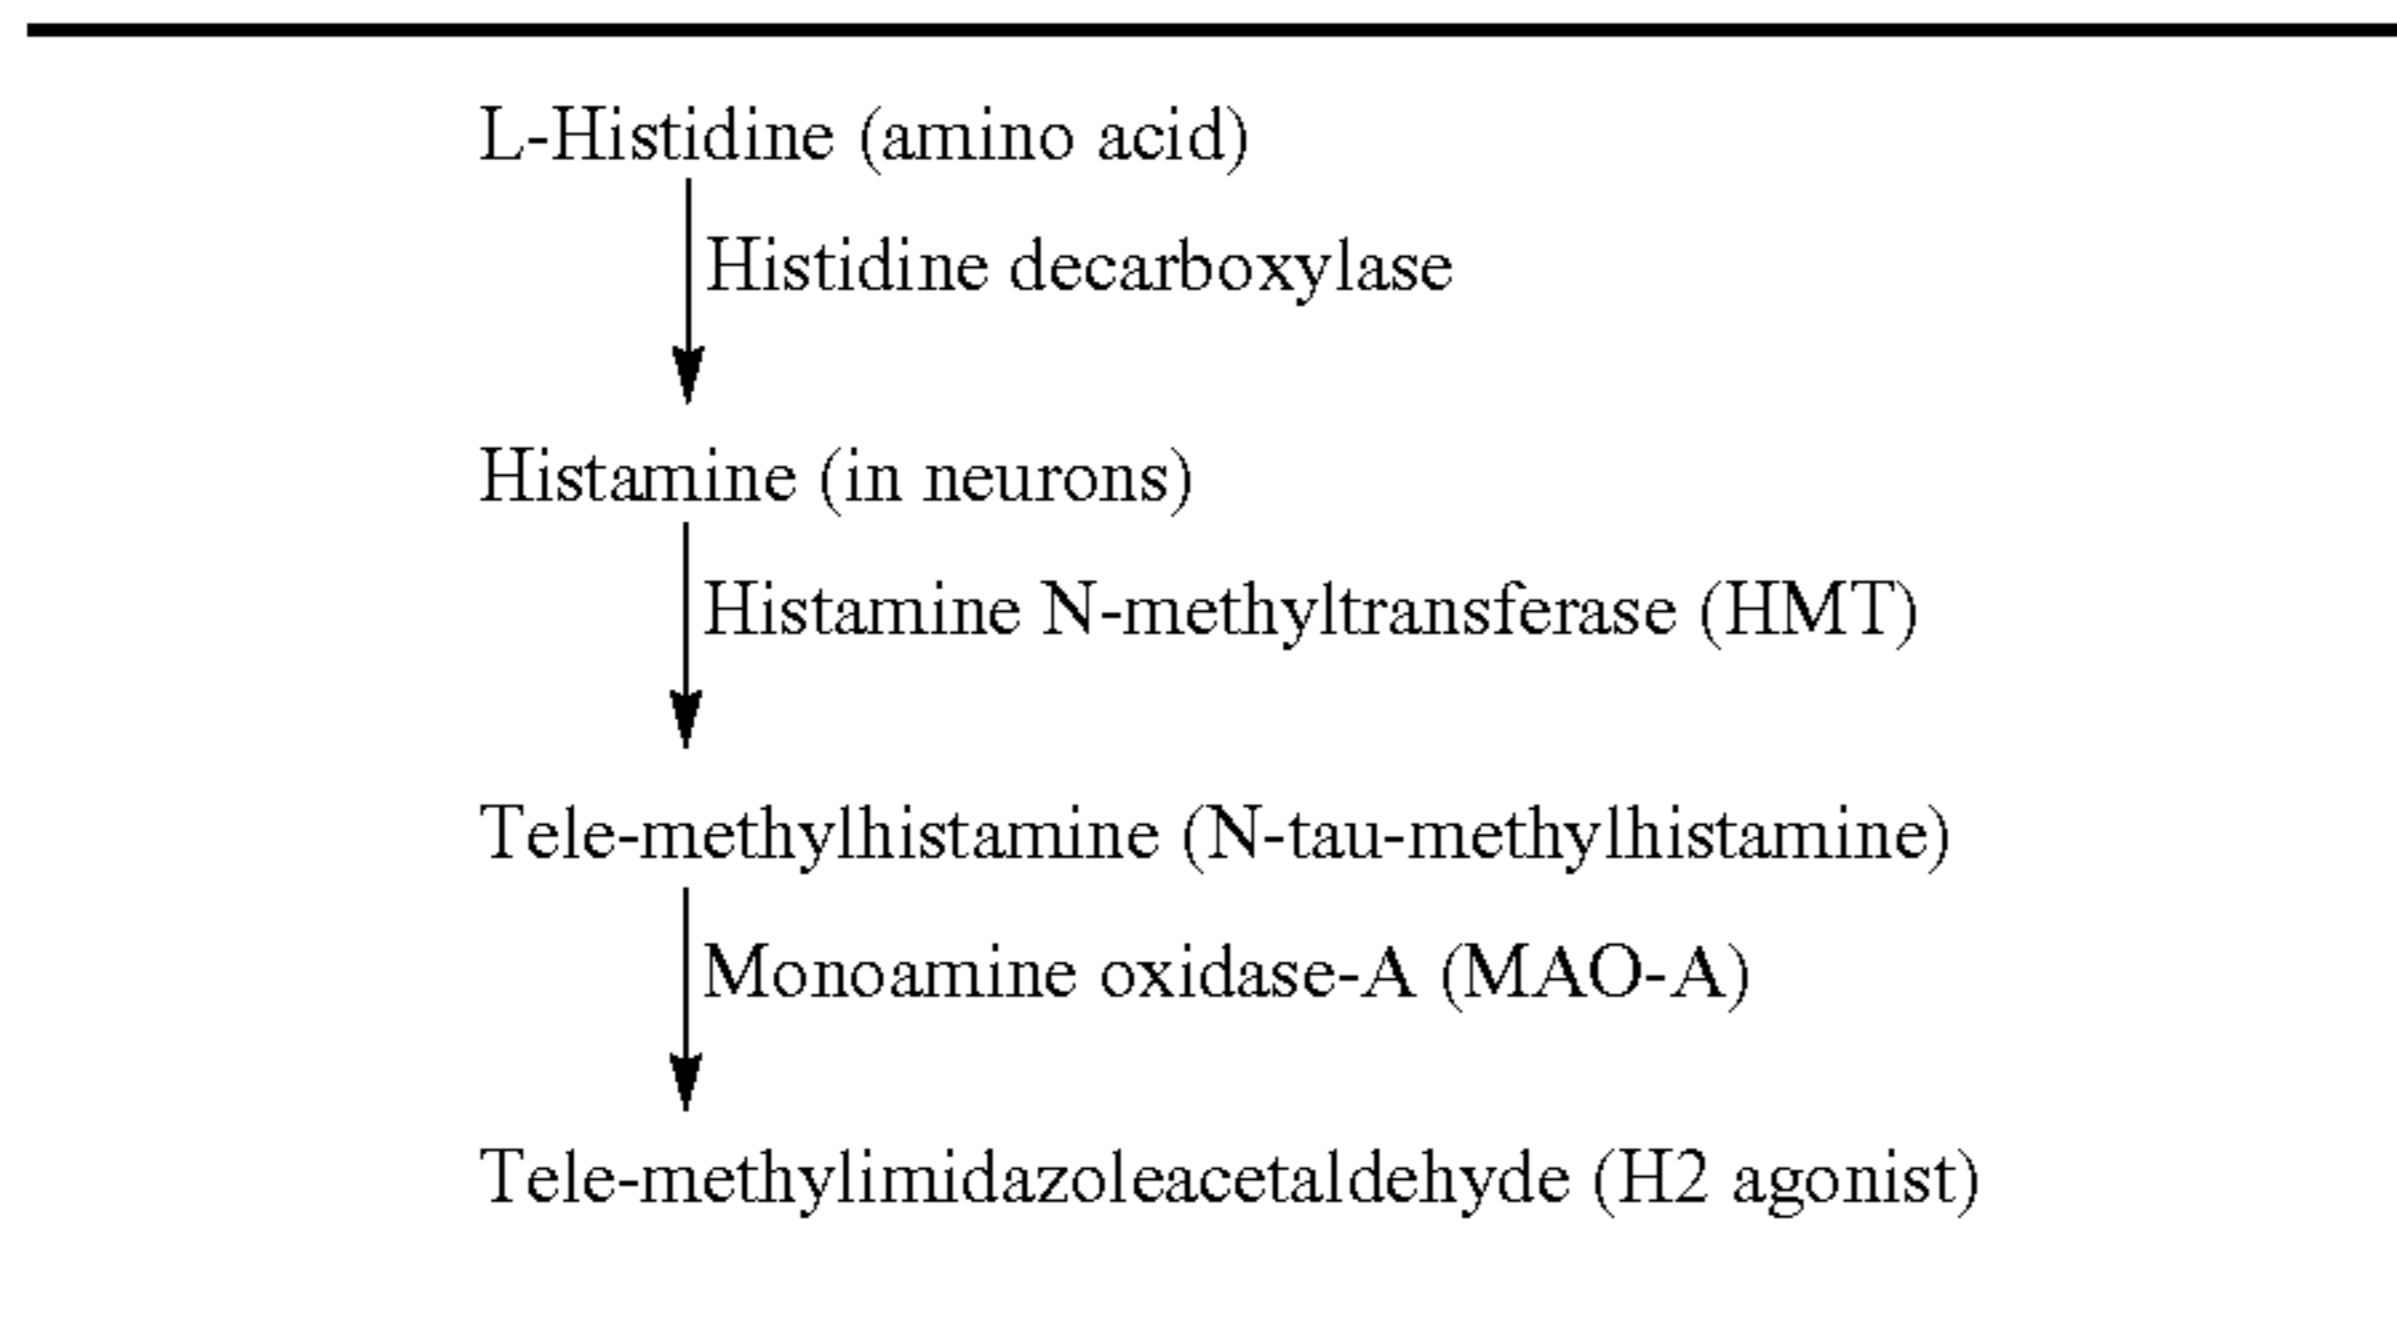 L-Histidine (amino acid)
Histidine decarboxylase
Histamine (in neurons)
Histamine N-methyltransferase (HMT)
Tele-methylhistamine (N-tau-methylhistamine)
Monoamine oxidase-A (MAO-A)
Tele-methylimidazoleacetaldehyde (H2 agonist)